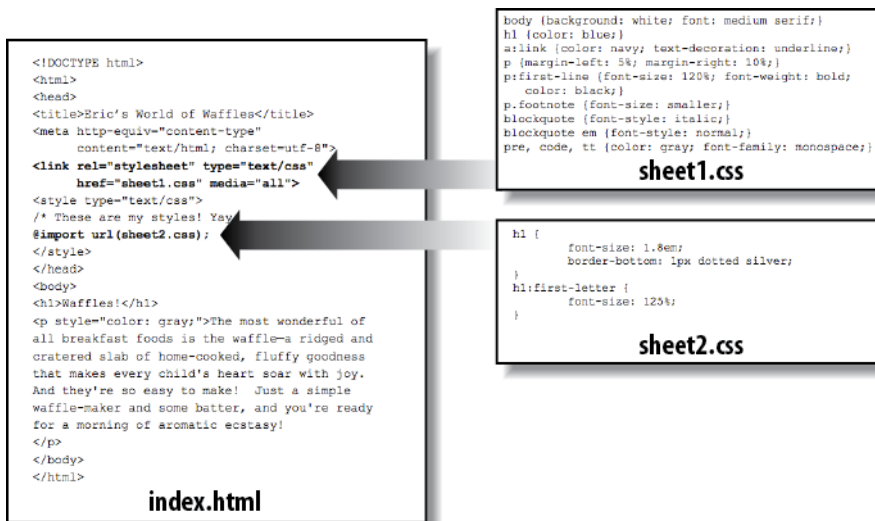 <!DOCTYPE html>
<html>
<head>
<title>Eric's World of Waffles</title>
<meta http-equiv="content-type"
content="text/html; charset=utf-8">
<link rel="stylesheet" type="text/css"
href="sheet1.css" media="all">
<style type="text/css">
/* These are my styles! Yay
@import url(sheet2.css);
</style>
</head>
<body>
<h1>Waffles!</h1>
<p style="color: gray;">The most wonderful of
all breakfast foods is the waffle—a ridged and
cratered slab of home-cooked, fluffy goodness
that makes every child's heart soar with joy.
And they're so easy to make! Just a simple
waffle-maker and some batter, and you're ready
for a morning of aromatic ecstasy!
</p>
</body>
</html>
index.html
body {background: white; font: medium serif;}
h1 {color: blue;}
a:link {color: navy; text-decoration: underline;}
p {margin-left: 5%; margin-right: 10%;}
p:first-line {font-size: 120%; font-weight: bold;
color: black;}
p.footnote {font-size: smaller;}
blockquote {font-style: italic;}
blockquote em {font-style: normal;}
pre, code, tt {color: gray; font-family: monospace;}
sheet1.css
h1 {
font-size: 1.8em;
border-bottom: 1px dotted silver;
}
h1:first-letter {
font-size: 125%;
}
sheet2.css